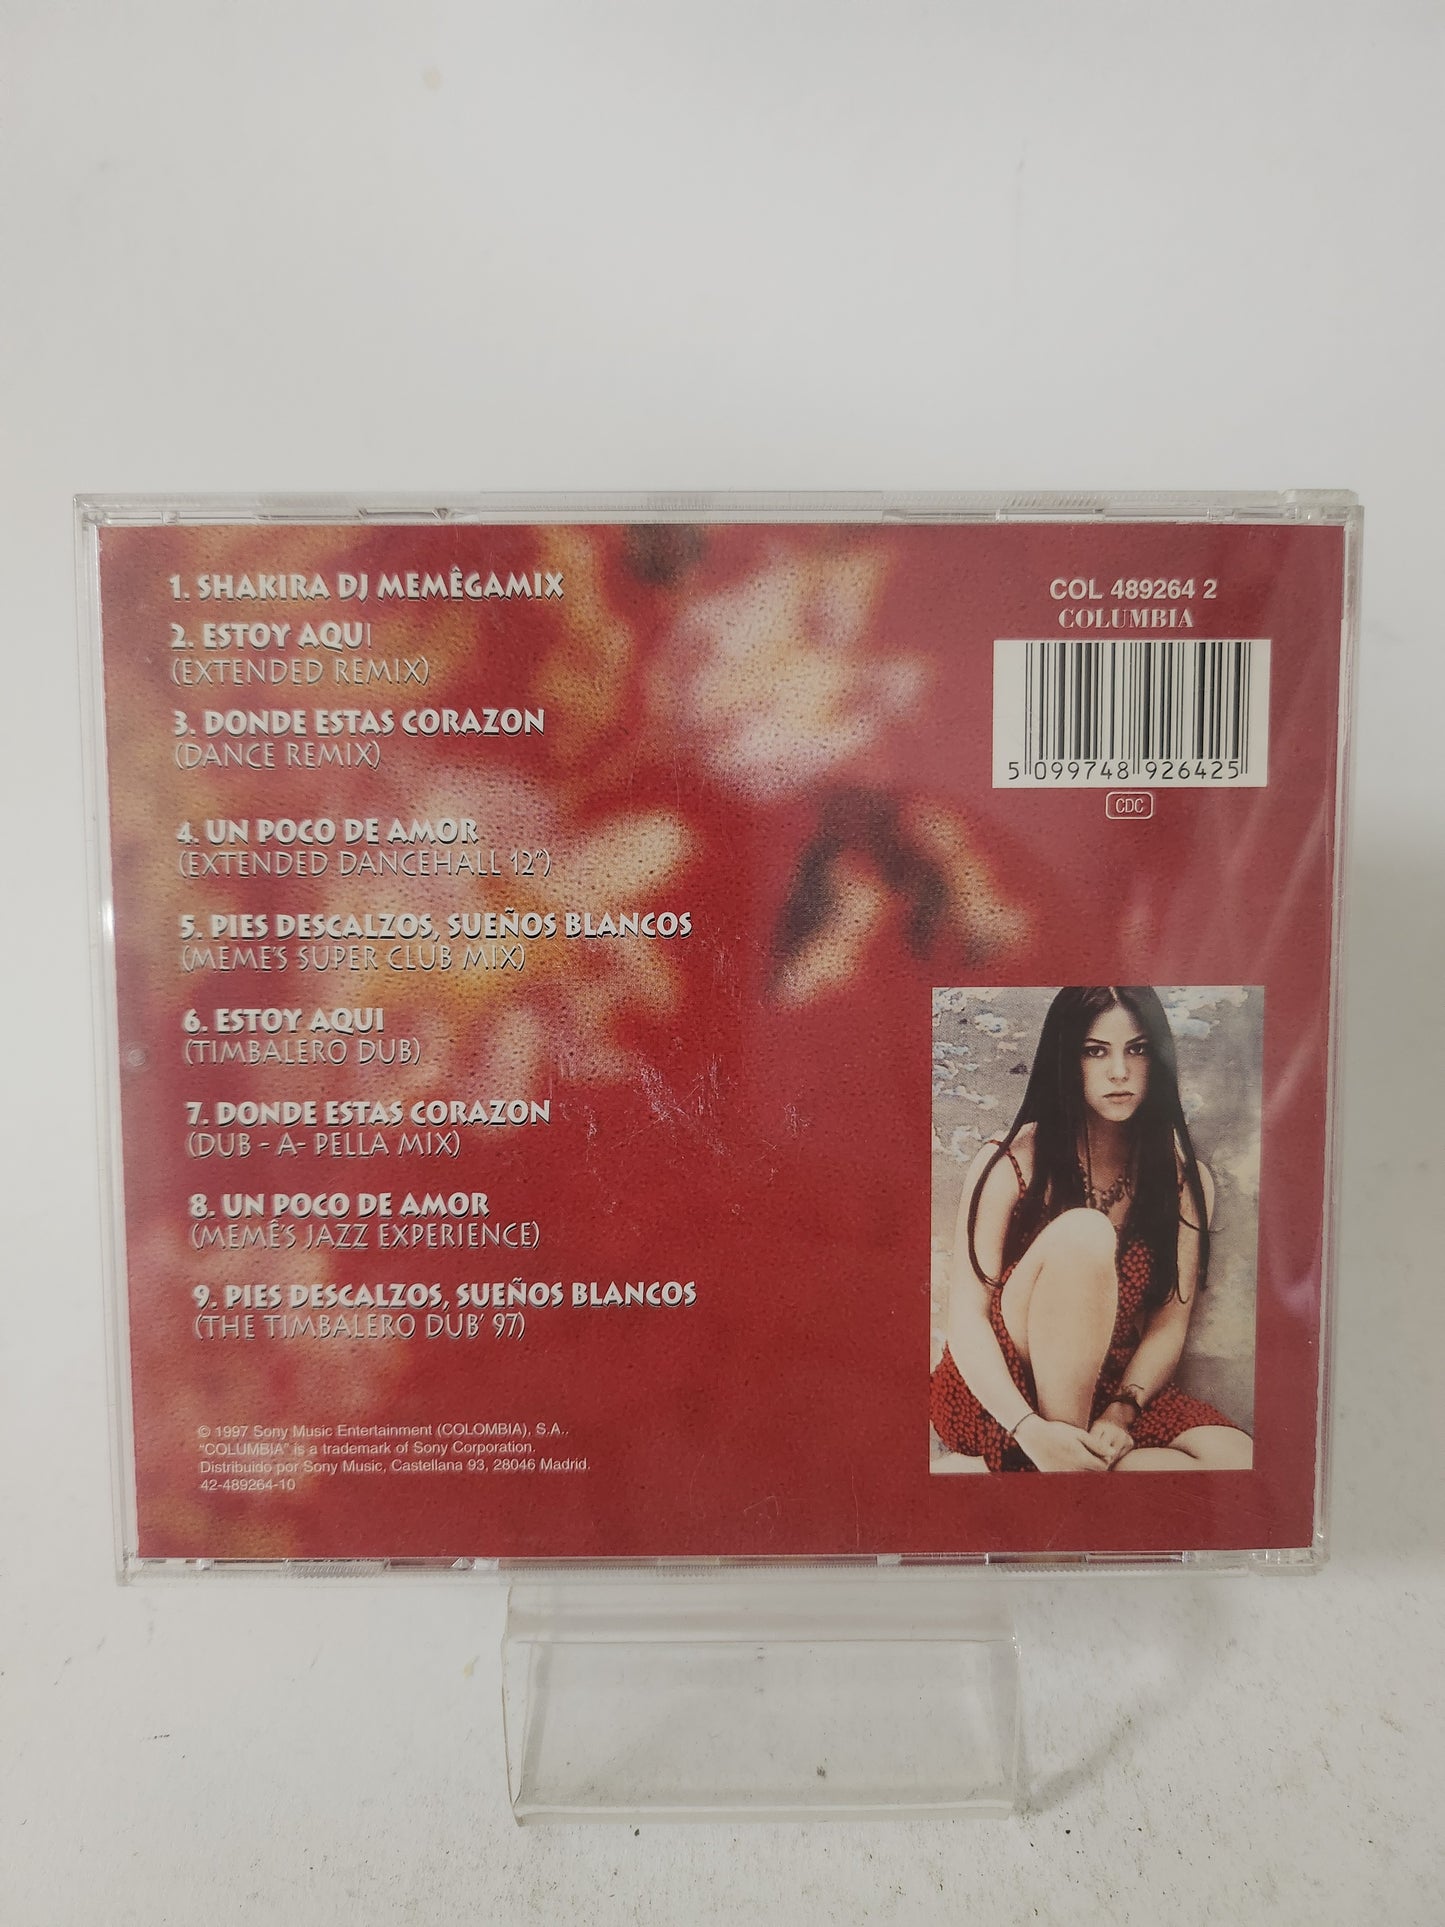 1. SHAKIRA DJ MEMÊGAMIX
2. ESTOY AQUI
(EXTENDED REMIX)
3. DONDE ESTAS CORAZON
(DANCE REMIX)
4. UN POCO DE AMOR
(EXTENDED DANCEHALL 12")
5. PIES DESCALZOS, SUEÑOS BLANCOS
(MEME'S SUPER CLUB MIX)
6. ESTOY AQUI
(TIMBALERO DUB)
7. DONDE ESTAS CORAZON
(DUB - A- PELLA MIX)
8. UN POCO DE AMOR
(MEMÊ'S JAZZ EXPERIENCE)
9. PIES DESCALZOS, SUEÑOS BLANCOS
(THE TIMBALERO DUB' 97)
© 1997 Sony Music Entertainment (COLOMBIA), S.A..
"COLUMBIA" is a trademark of Sony Corporation.
Distribuido por Sony Music, Castellana 93, 28046 Madrid.
42-489264-10
COL 489264 2
COLUMBIA
5 099748 926425
CDC